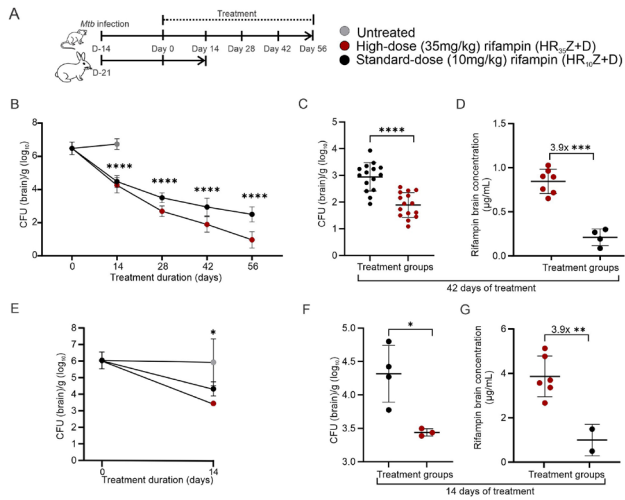 A
Mtb infection
Treatment
D-14
Day 0
Day 14
Day 28
Day 42
Day 56
D-21
Untreated
High-dose (35mg/kg) rifampin (HR₃₅Z+D)
Standard-dose (10mg/kg) rifampin (HR₁₀Z+D)
B
CFU (brain)/g (log₁₀)
8
6
4
2
0
****
****
****
****
0
14
28
42
56
Treatment duration (days)
C
CFU (brain)/g (log₁₀)
5
4
3
2
1
0
****
Treatment groups
D
Rifampin brain concentration
(µg/mL)
1.5
1.0
0.5
0.0
3.9x ***
Treatment groups
42 days of treatment
E
CFU (brain)/g (log₁₀)
8
7
6
5
4
3
2
1
0
*
0
14
Treatment duration (days)
F
CFU (brain)/g (log₁₀)
5.0
4.5
4.0
3.5
3.0
*
Treatment groups
G
Rifampin brain concentration
(µg/mL)
6
4
2
0
3.9x **
Treatment groups
14 days of treatment